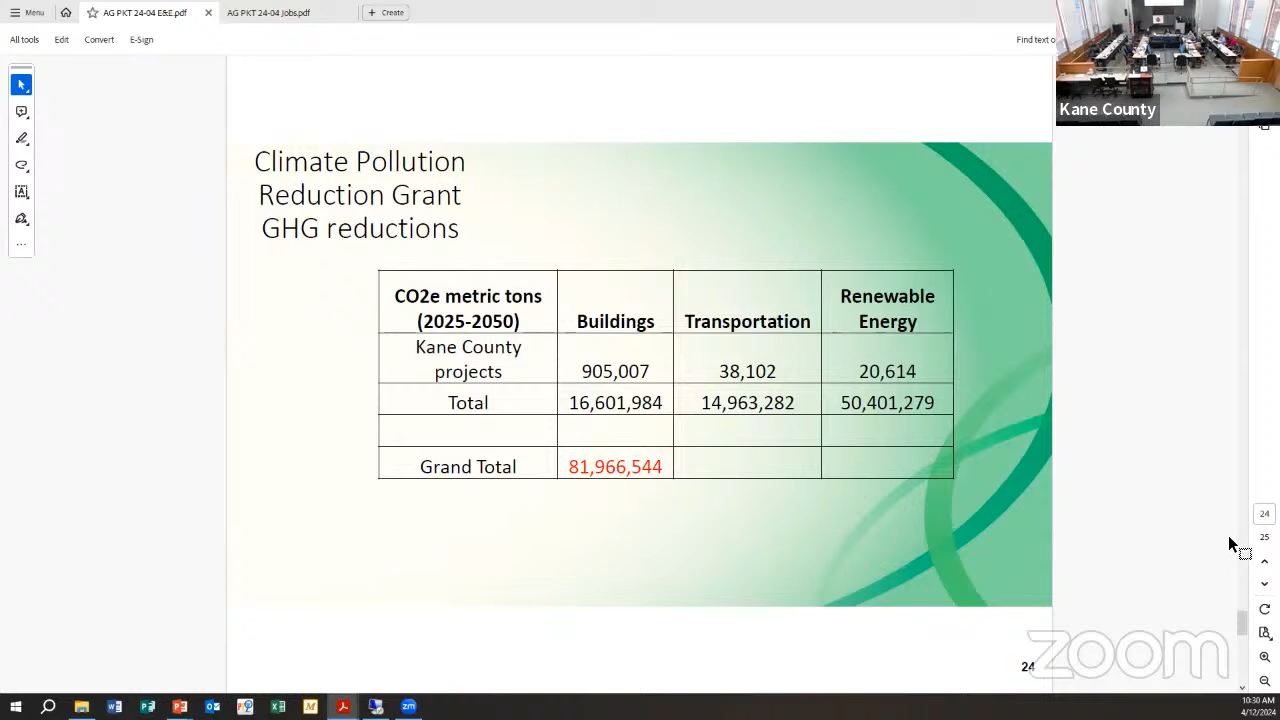 Menu
AG PKT 24-04 E&E.pdf
AG PKT 24-04 Jobs.pdf
Create
All tools
Edit
Convert
E-Sign
Find text o
Kane County
Climate Pollution
Reduction Grant
GHG reductions
CO2e metric tons
(2025-2050)
Buildings
Transportation
Renewable
Energy
Kane County
projects
905,007
38,102
20,614
Total
16,601,984
14,963,282
50,401,279
Grand Total
81,966,544
24
25
24
zoom
10:30 AM
4/12/2024